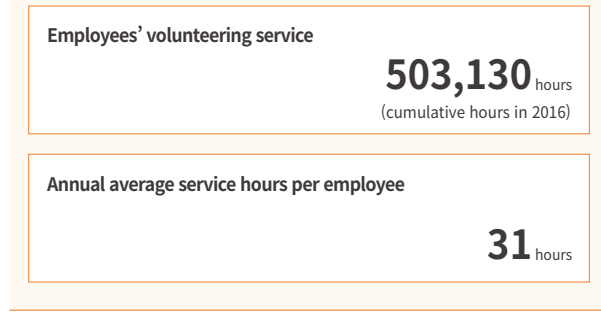 Employees’ volunteering service
503,130 hours
(cumulative hours in 2016)
Annual average service hours per employee
31 hours